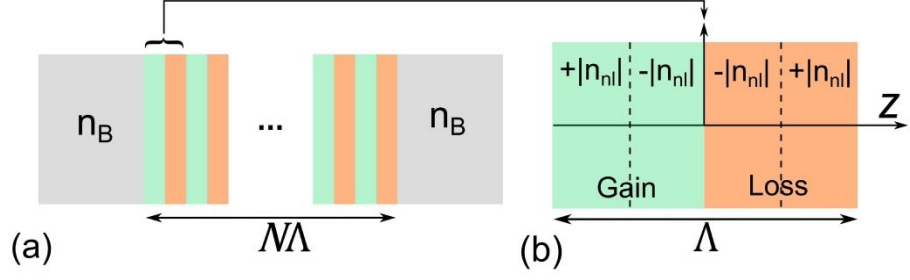 n_B ... n_B
NΛ
(a)
+|n_nl| -|n_nl| -|n_nl| +|n_nl|
Z
Gain Loss
Λ
(b)